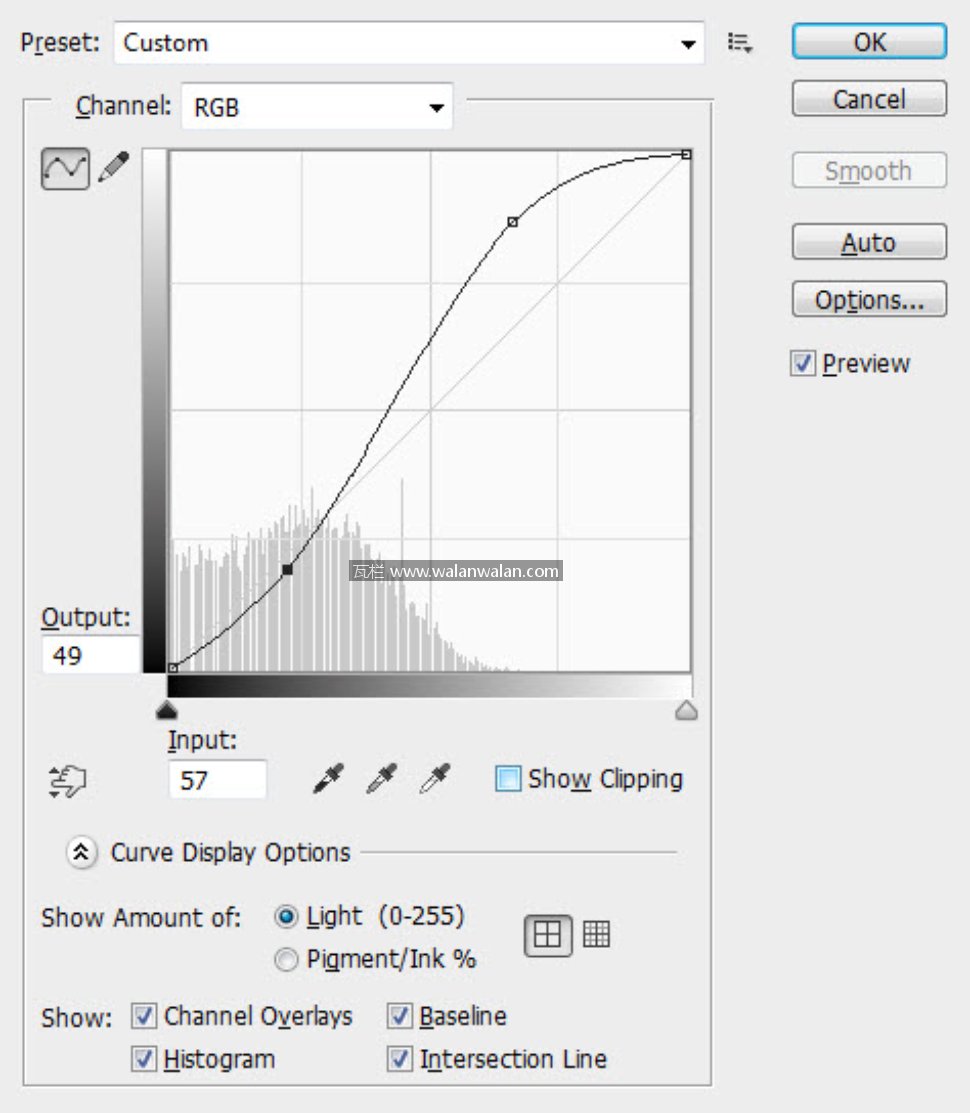 Preset: Custom
OK
Channel: RGB
Cancel
Smooth
Auto
Options...
Preview
瓦栏 www.walanwalan.com
Output:
49
Input:
57
Show Clipping
Curve Display Options
Show Amount of: Light (0-255)
Pigment/Ink %
Show: Channel Overlays Baseline
Histogram Intersection Line